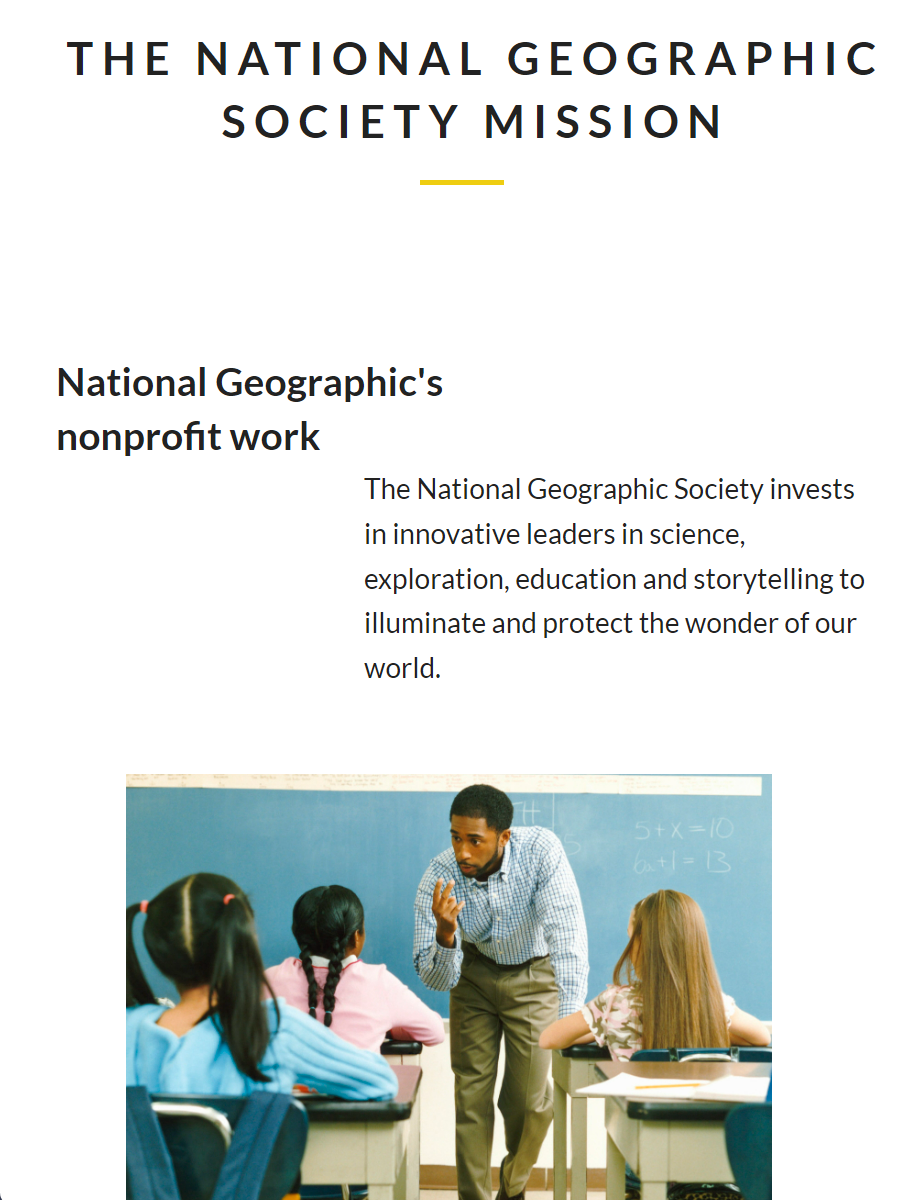 THE NATIONAL GEOGRAPHIC
SOCIETY MISSION
National Geographic's
nonprofit work
The National Geographic Society invests
in innovative leaders in science,
exploration, education and storytelling to
illuminate and protect the wonder of our
world.
5+x=10
6a+1=13